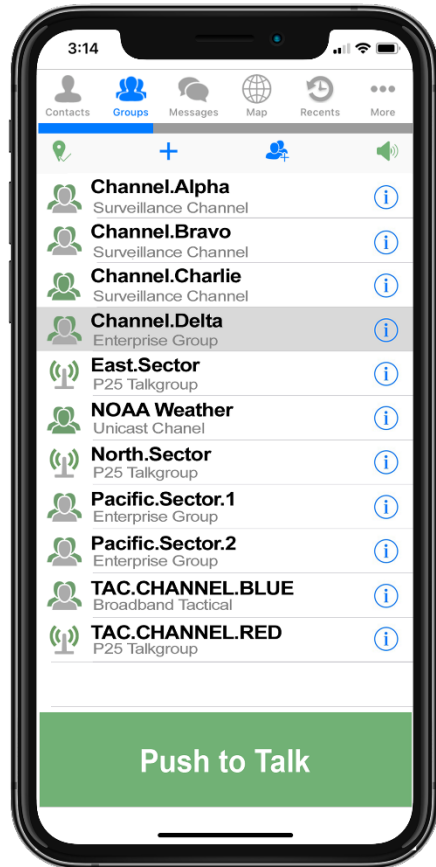 3:14
Contacts Groups Messages Map Recents More
Channel.Alpha
Surveillance Channel
Channel.Bravo
Surveillance Channel
Channel.Charlie
Surveillance Channel
Channel.Delta
Enterprise Group
East.Sector
P25 Talkgroup
NOAA Weather
Unicast Chanel
North.Sector
P25 Talkgroup
Pacific.Sector.1
Enterprise Group
Pacific.Sector.2
Enterprise Group
TAC.CHANNEL.BLUE
Broadband Tactical
TAC.CHANNEL.RED
P25 Talkgroup
Push to Talk